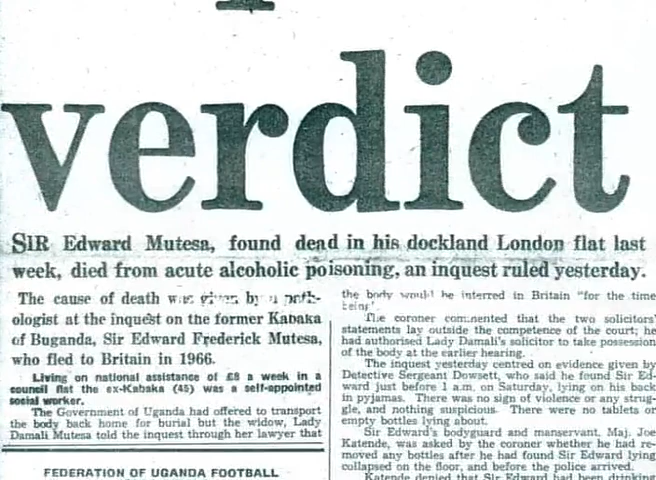 verdict
SIR Edward Mutesa, found dead in his dockland London flat last
week, died from acute alcoholic poisoning, an inquest ruled yesterday.
The cause of death was given by a path-
ologist at the inquest on the former Kabaka
of Buganda, Sir Edward Frederick Mutesa,
who fled to Britain in 1966.
Living on national assistance of £8 a week in a
council flat the ex-Kabaka (45) was a self-appointed
social worker.
The Government of Uganda had offered to transport
the body back home for burial but the widow, Lady
Damali Mutesa told the inquest through her lawyer that
FEDERATION OF UGANDA FOOTBALL
the body would be interred in Britain "for the time
being".
The coroner commented that the two solicitors'
statements lay outside the competence of the court; he
had authorised Lady Damali's solicitor to take possession
of the body at the earlier hearing.
The inquest yesterday centred on evidence given by
Detective Sergeant Dowsett, who said he found Sir Ed-
ward just before 1 a.m. on Saturday, lying on his back
in pyjamas. There was no sign of violence or any strug-
gle, and nothing suspicious. There were no tablets or
empty bottles lying about.
Sir Edward's bodyguard and manservant, Maj. Joe
Katende, was asked by the coroner whether he had re-
moved any bottles after he had found Sir Edward lying
collapsed on the floor, and before the police arrived.
Katende denied that Sir Edward had been drinking